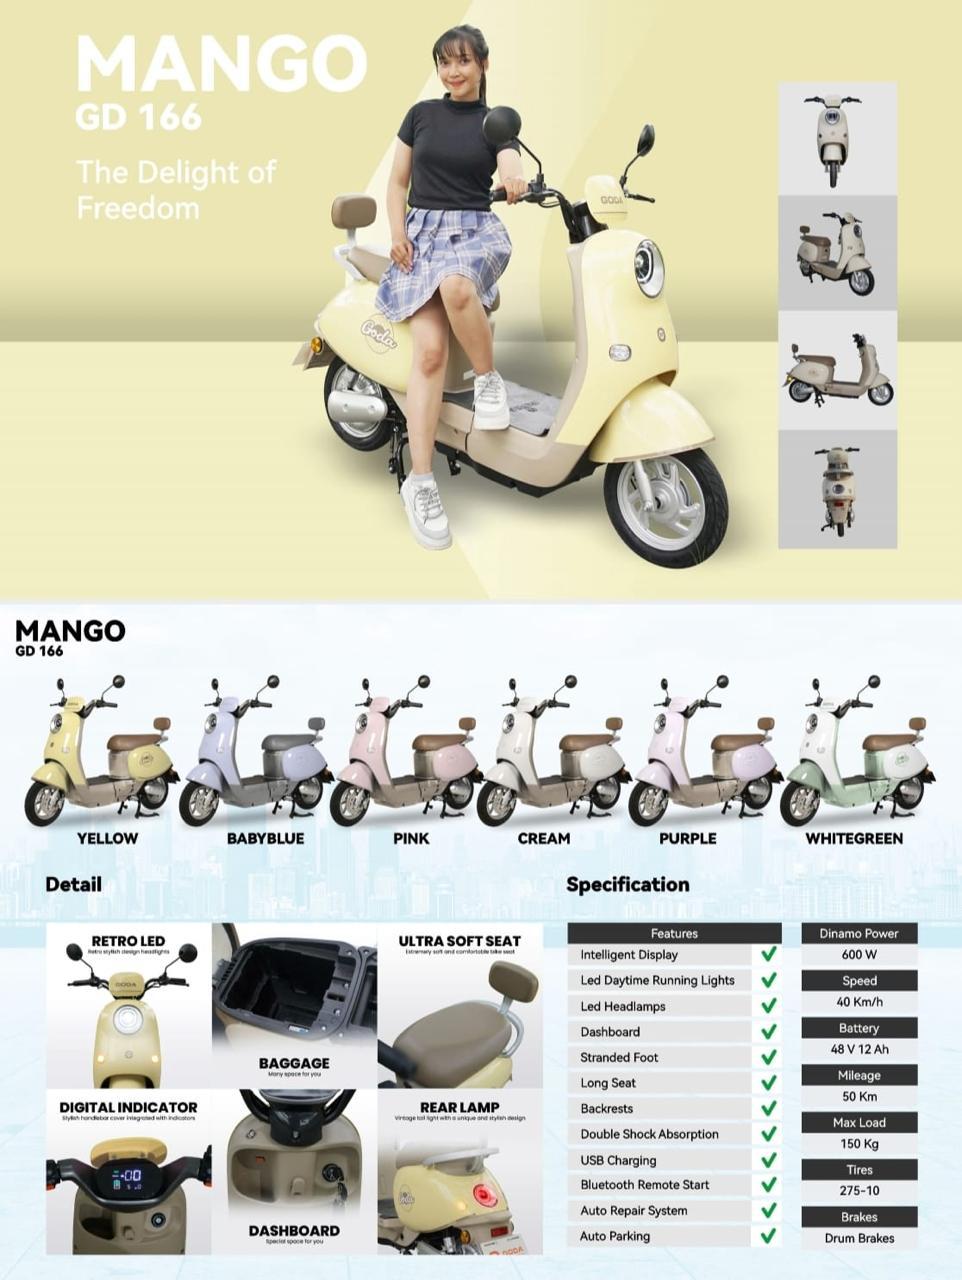 MANGO
GD 166
The Delight of
Freedom
GODA
Goda
MANGO
GD 166
YELLOW
BABYBLUE
PINK
CREAM
PURPLE
WHITEGREEN
Detail
RETRO LED
Retro stylish design headlights
GODA
BAGGAGE
Many space for you
ULTRA SOFT SEAT
Extremely soft and comfortable bike seat
DIGITAL INDICATOR
Stylish handlebar cover integrated with indicators
DASHBOARD
Special space for you
REAR LAMP
Vintage tail light with a unique and stylish design
GODA
Specification
Features
Intelligent Display
Led Daytime Running Lights
Led Headlamps
Dashboard
Stranded Foot
Long Seat
Backrests
Double Shock Absorption
USB Charging
Bluetooth Remote Start
Auto Repair System
Auto Parking
Dinamo Power
600 W
Speed
40 Km/h
Battery
48 V 12 Ah
Mileage
50 Km
Max Load
150 Kg
Tires
275-10
Brakes
Drum Brakes